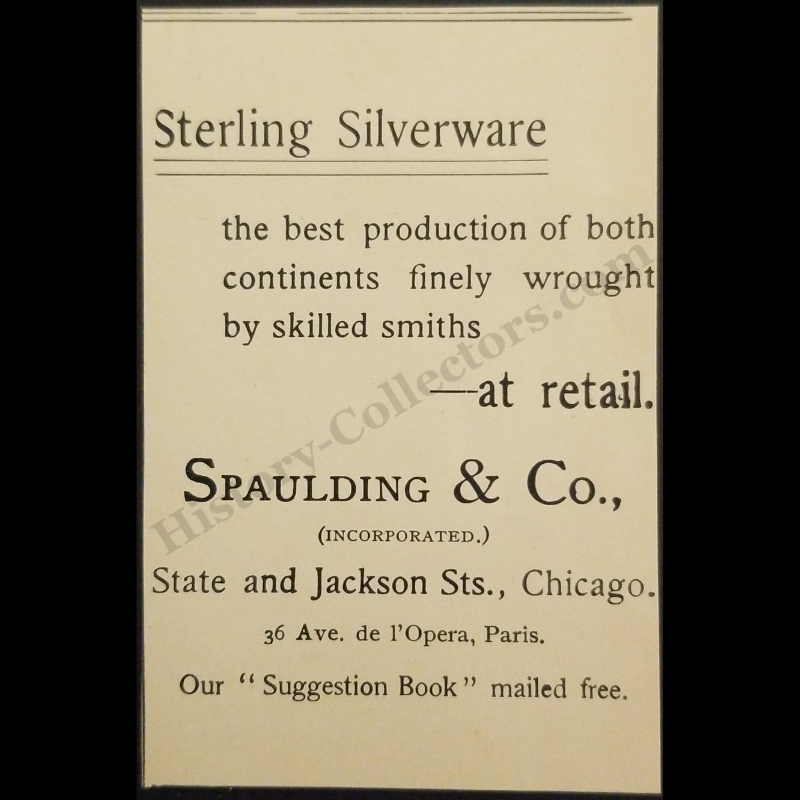 Sterling Silverware
the best production of both
continents finely wrought
by skilled smiths
—at retail.
SPAULDING & Co.,
(INCORPORATED.)
State and Jackson Sts., Chicago.
36 Ave. de l'Opera, Paris.
Our “Suggestion Book” mailed free.
History-Collectors.com